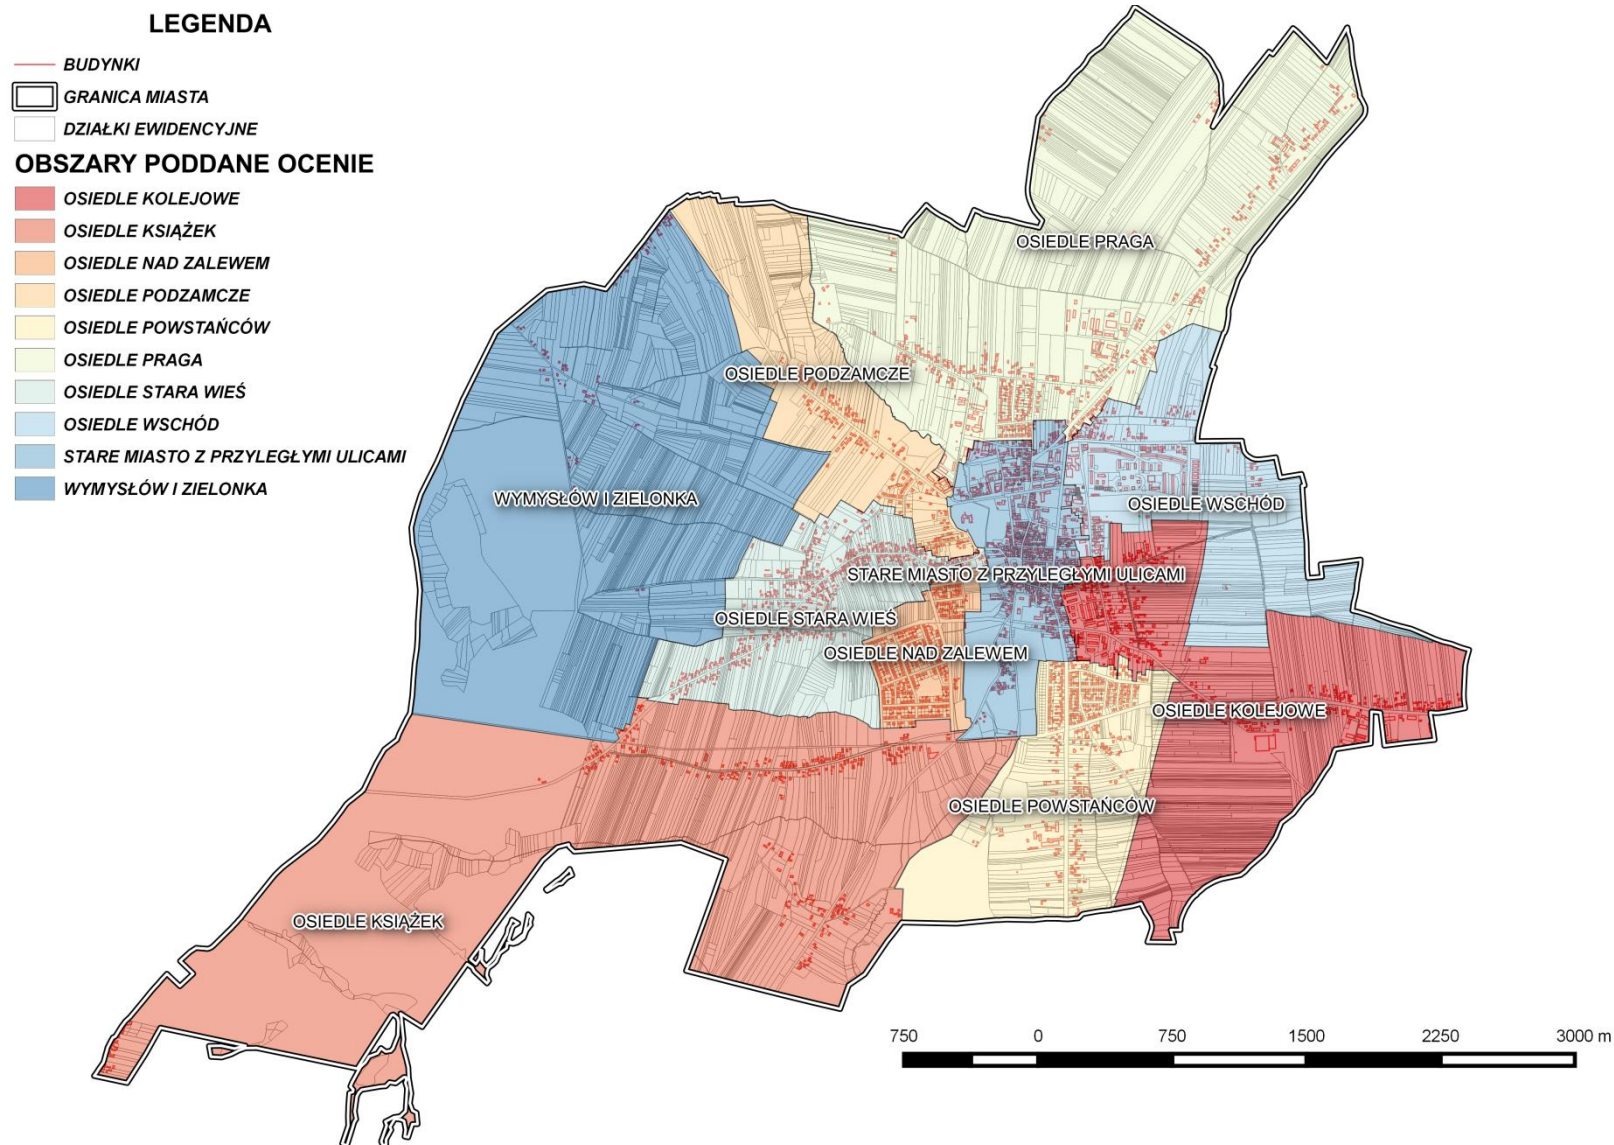 LEGENDA
BUDYNKI
GRANICA MIASTA
DZIAŁKI EWIDENCYJNE
OBSZARY PODDANE OCENIE
OSIEDLE KOLEJOWE
OSIEDLE KSIĄŻEK
OSIEDLE NAD ZALEWEM
OSIEDLE PODZAMCZE
OSIEDLE POWSTAŃCÓW
OSIEDLE PRAGA
OSIEDLE STARA WIEŚ
OSIEDLE WSCHÓD
STARE MIASTO Z PRZYLEGŁYMI ULICAMI
WYMYSŁÓW I ZIELONKA
OSIEDLE PRAGA
OSIEDLE PODZAMCZE
WYMYSŁÓW I ZIELONKA
OSIEDLE WSCHÓD
STARE MIASTO Z PRZYLEGŁYMI ULICAMI
OSIEDLE STARA WIEŚ
OSIEDLE NAD ZALEWEM
OSIEDLE KOLEJOWE
OSIEDLE POWSTAŃCÓW
OSIEDLE KSIĄŻEK
750 0 750 1500 2250 3000 m